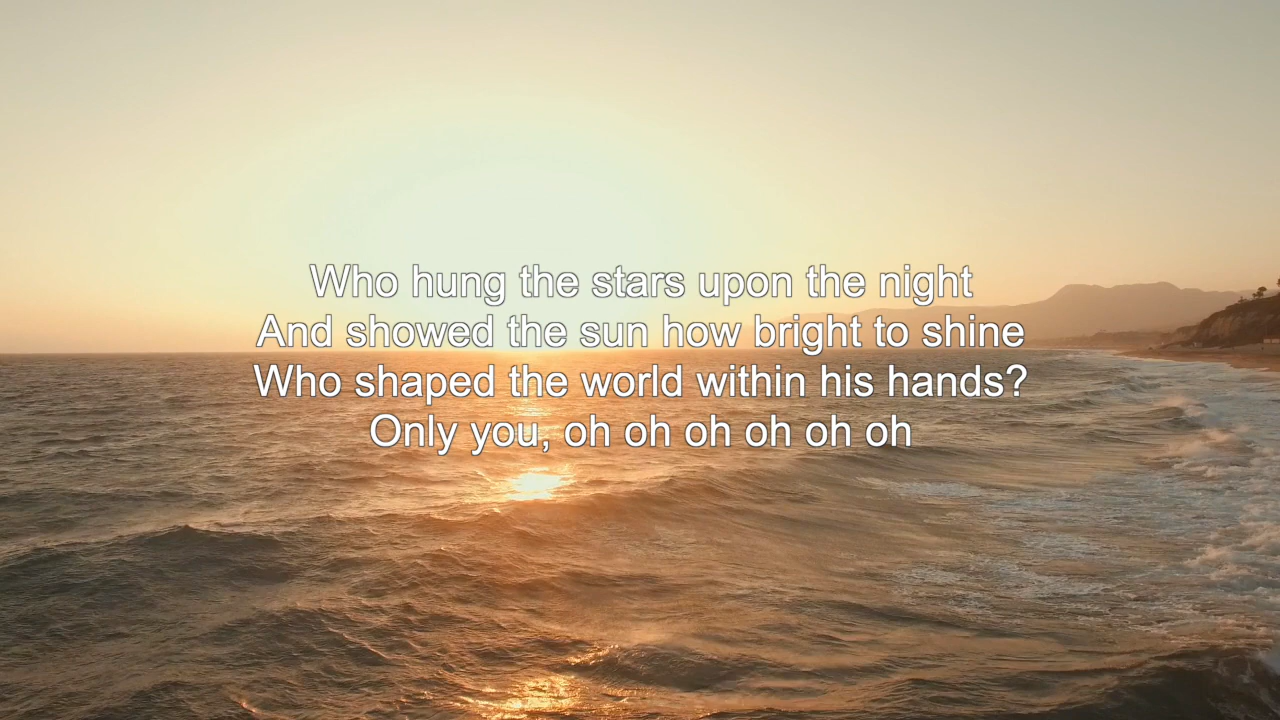 Who hung the stars upon the night
And showed the sun how bright to shine
Who shaped the world within his hands?
Only you, oh oh oh oh oh oh